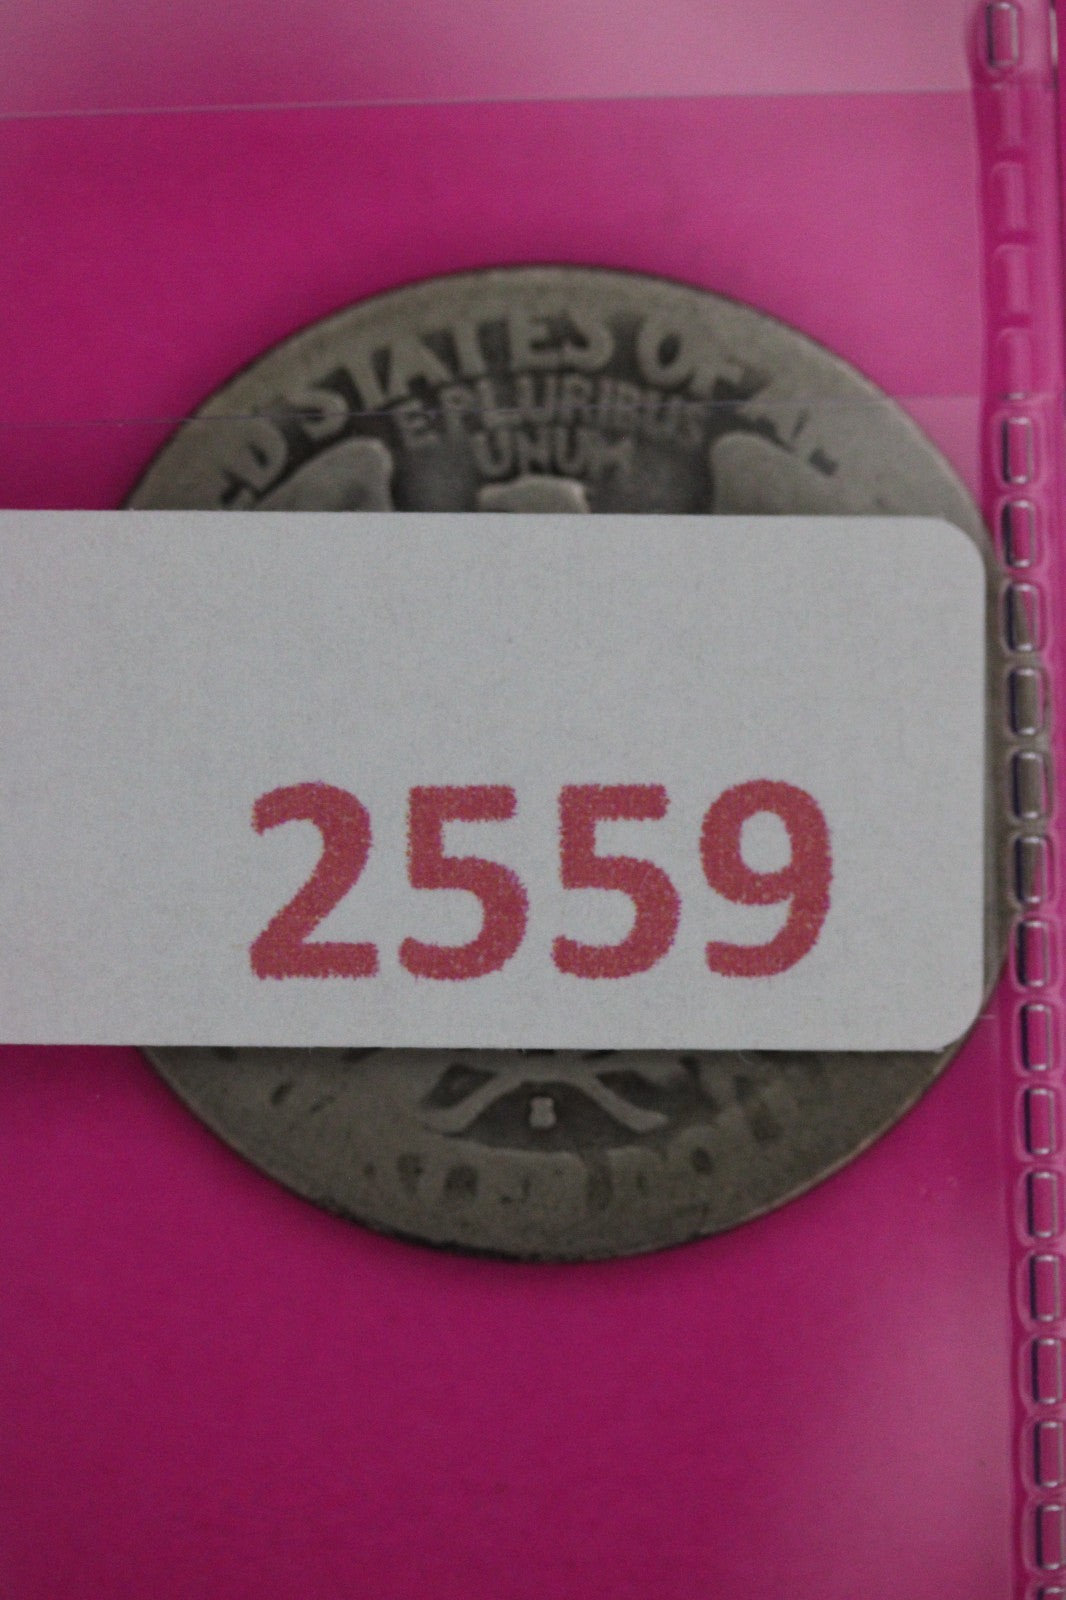 D STATES OF A
E PLURIBUS
UNUM
2559
S